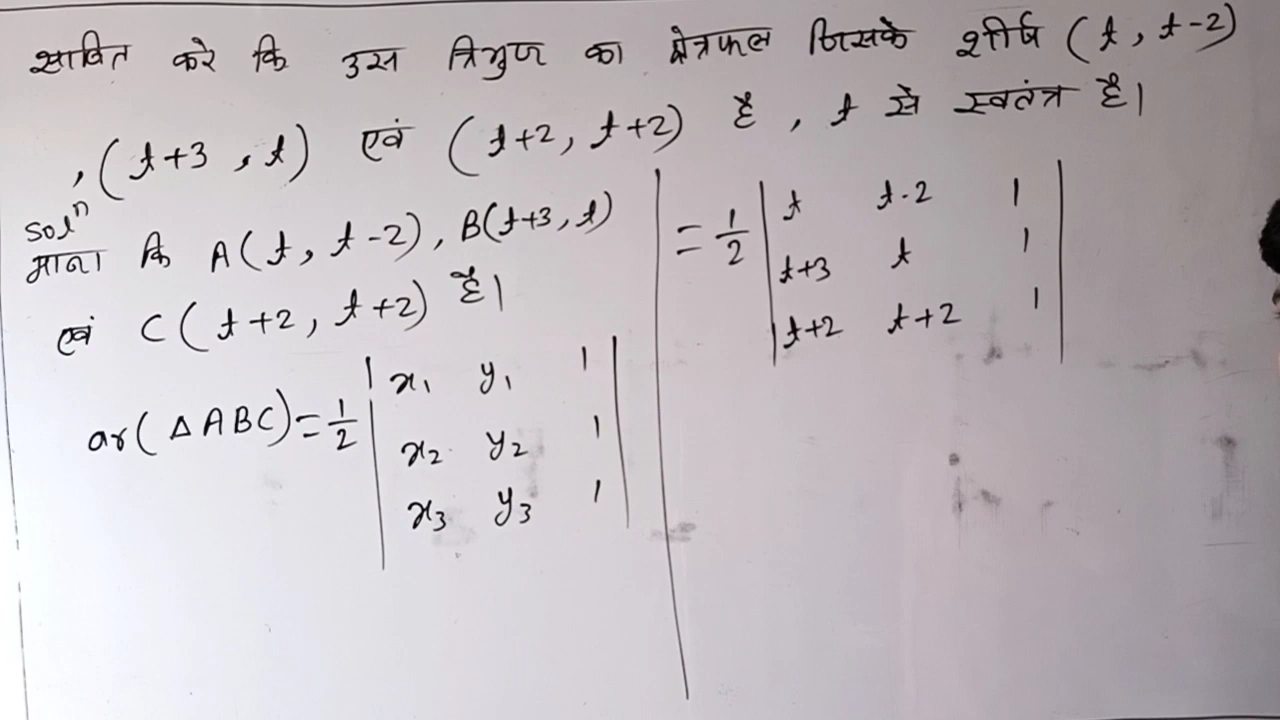 साबित करे कि उस त्रिभुज का क्षेत्रफल जिसके शीर्ष (t, t-2)
, (t+3, t) एवं (t+2, t+2) है, t से स्वतंत्र है।
Solⁿ
माना कि A(t, t-2), B(t+3, t)
एवं C(t+2, t+2) है।
ar(ΔABC) = 1/2 | x₁ y₁ 1 |
| x₂ y₂ 1 |
| x₃ y₃ 1 |
= 1/2 | t t-2 1 |
| t+3 t 1 |
| t+2 t+2 1 |